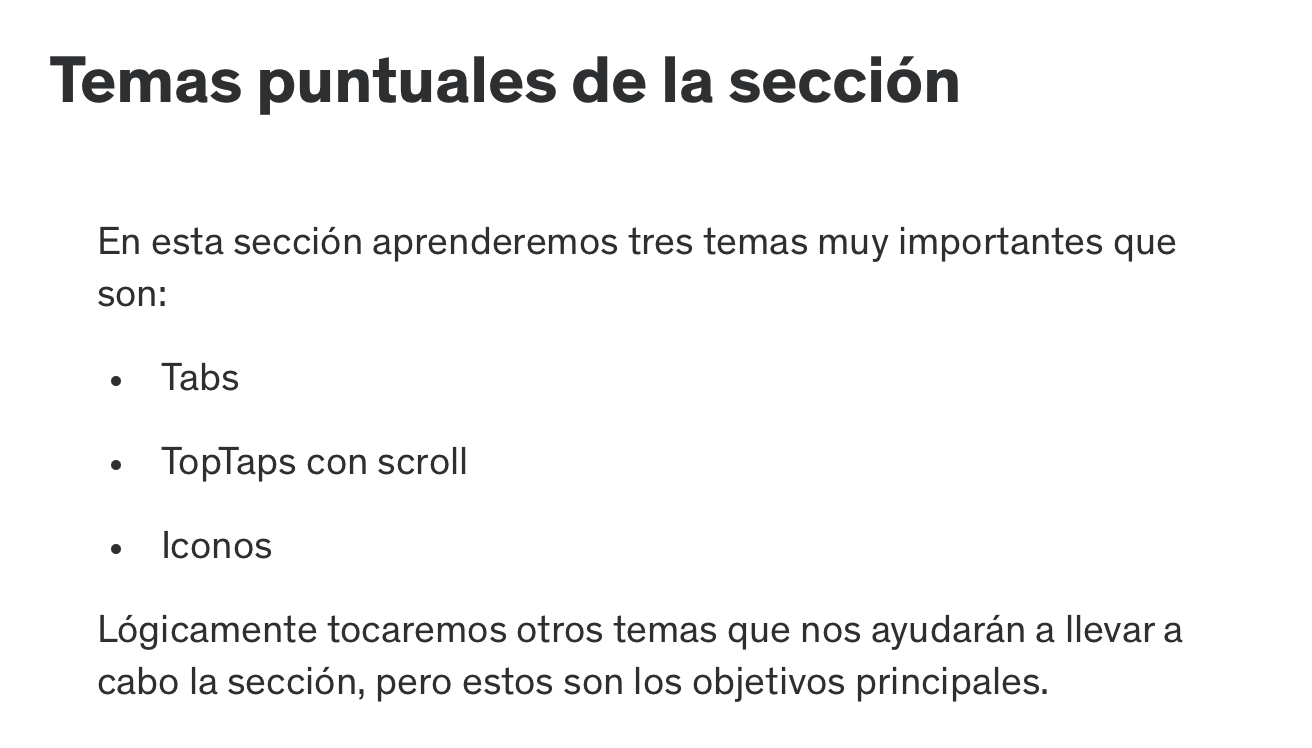 Temas puntuales de la sección
En esta sección aprenderemos tres temas muy importantes que
son:
• Tabs
• TopTaps con scroll
• Iconos
Lógicamente tocaremos otros temas que nos ayudarán a llevar a
cabo la sección, pero estos son los objetivos principales.